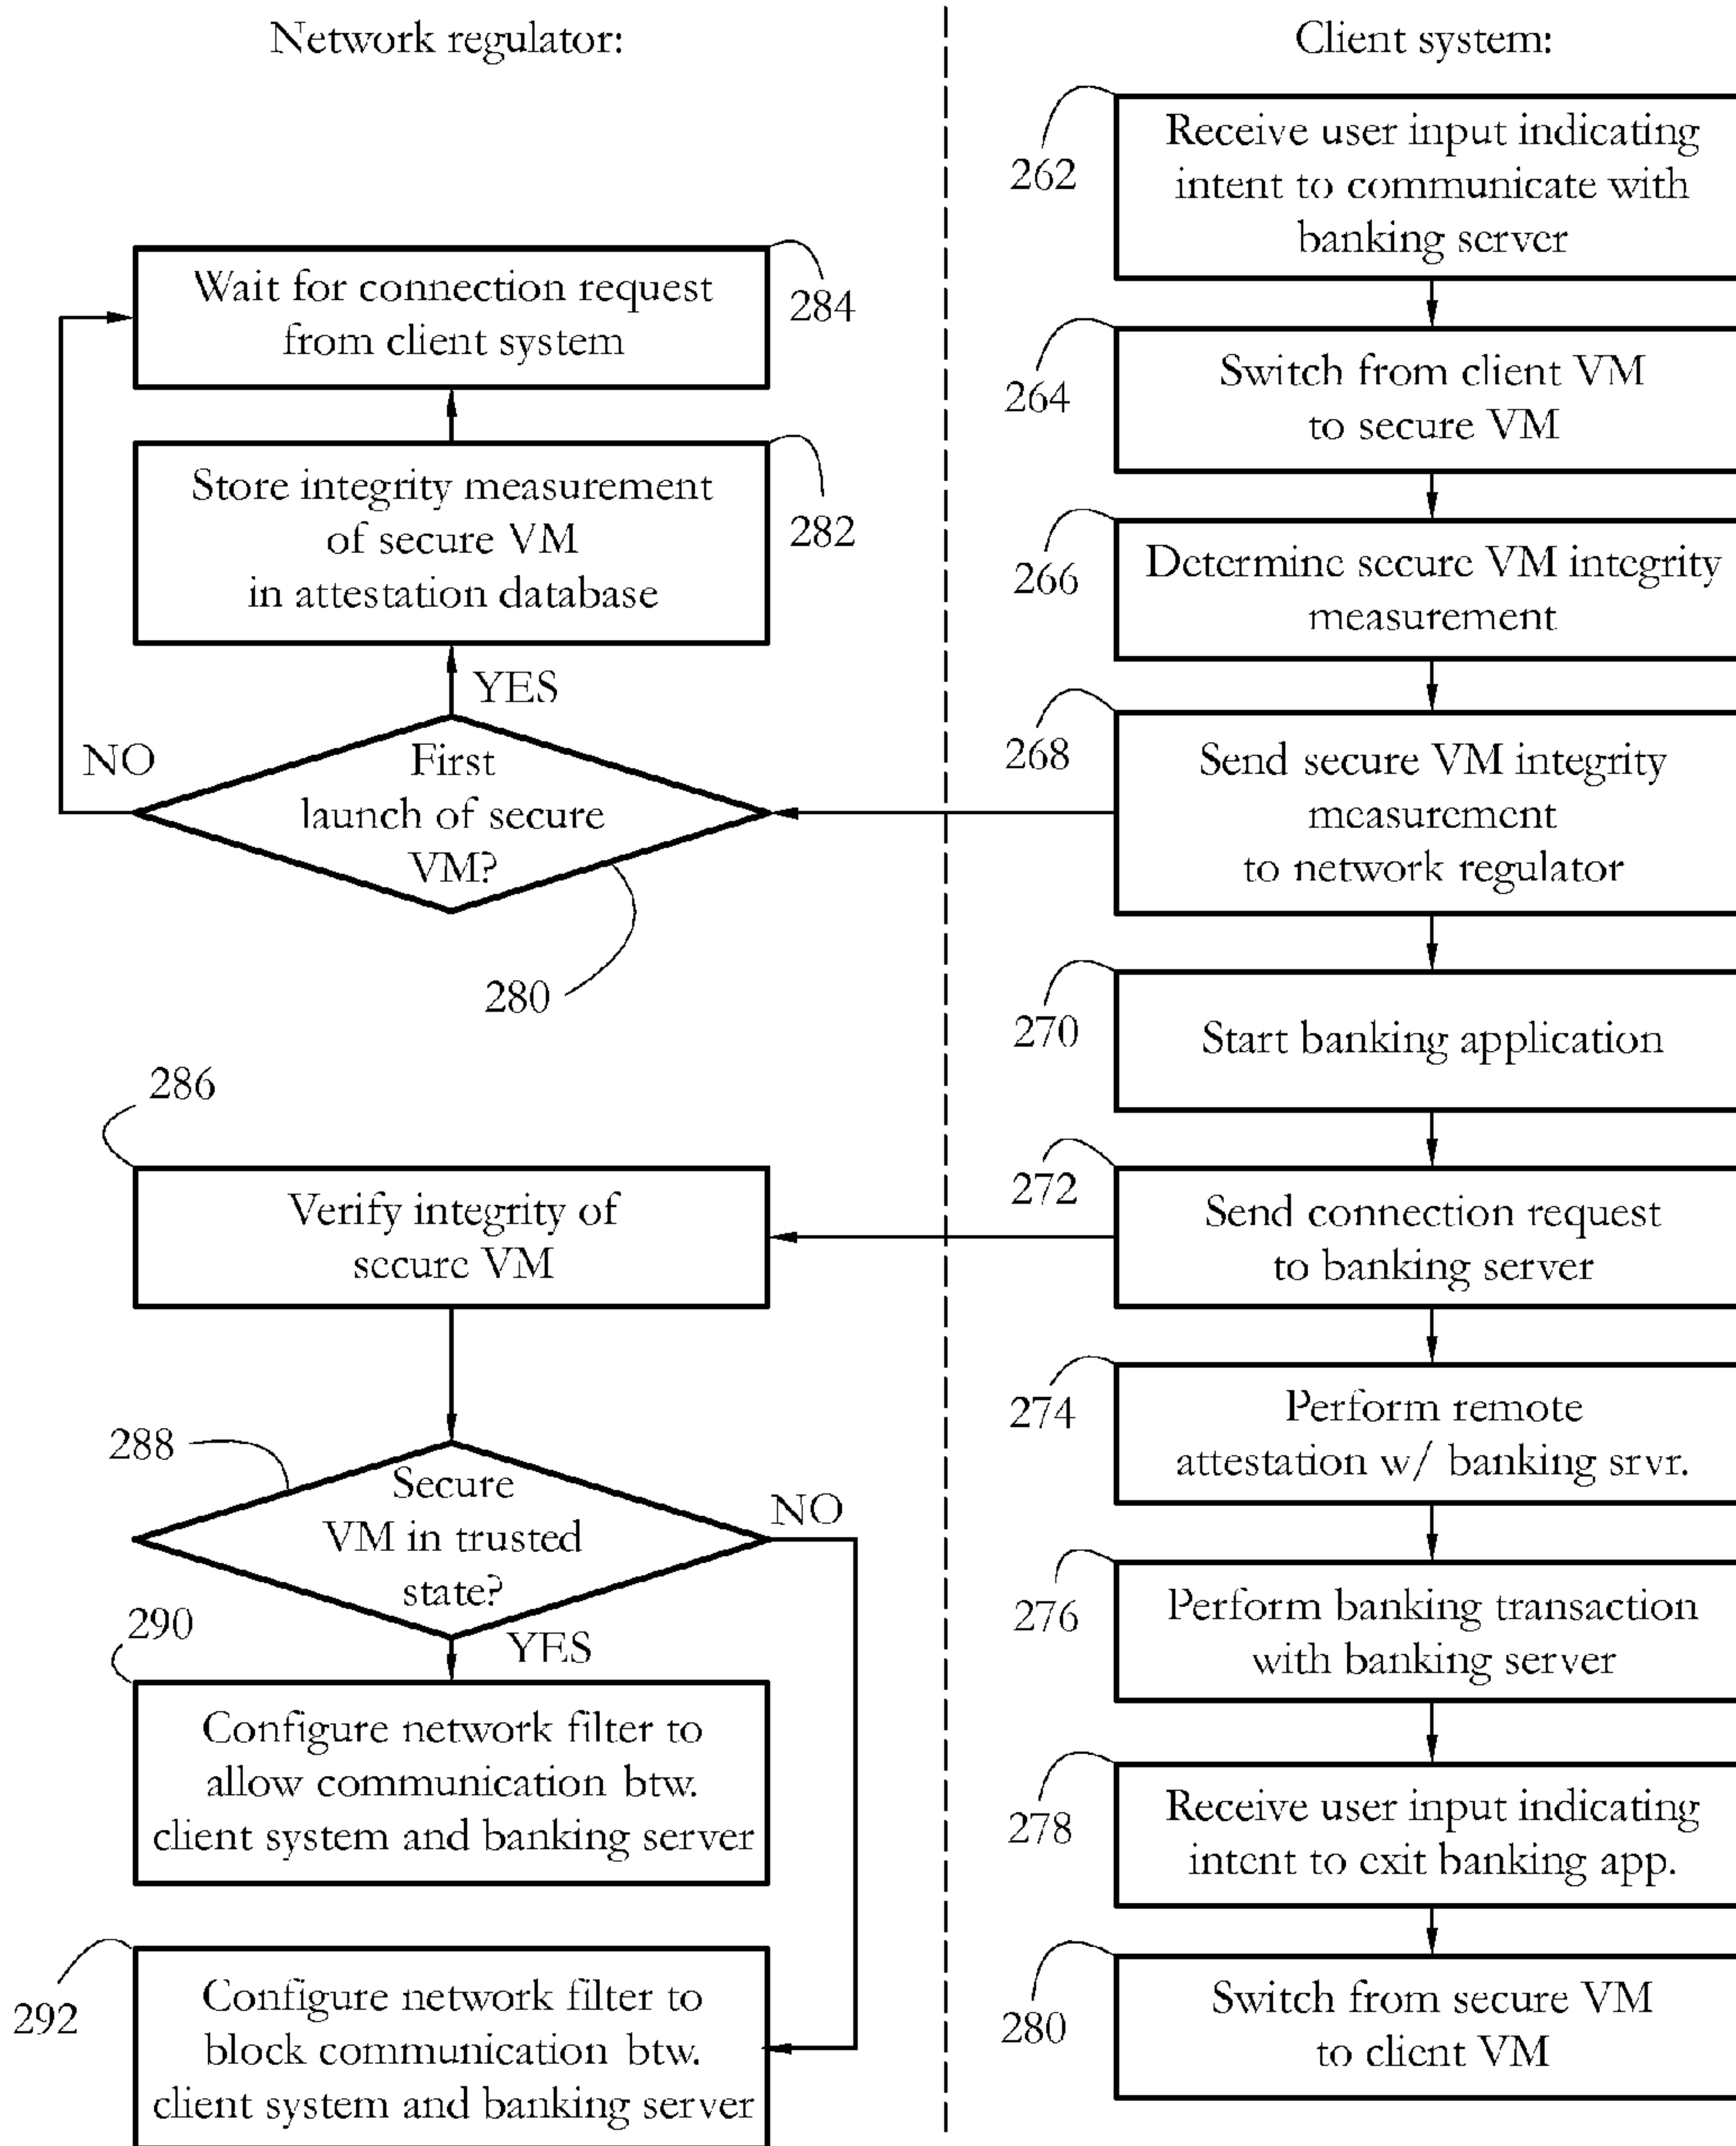 Network regulator:
284
Wait for connection request
from client system
282
Store integrity measurement
of secure VM
in attestation database
YES
NO
First
launch of secure
VM?
280
286
Verify integrity of
secure VM
288
Secure
VM in trusted
state?
NO
YES
290
Configure network filter to
allow communication btw.
client system and banking server
292
Configure network filter to
block communication btw.
client system and banking server
Client system:
262
Receive user input indicating
intent to communicate with
banking server
264
Switch from client VM
to secure VM
266
Determine secure VM integrity
measurement
268
Send secure VM integrity
measurement
to network regulator
270
Start banking application
272
Send connection request
to banking server
274
Perform remote
attestation w/ banking srvr.
276
Perform banking transaction
with banking server
278
Receive user input indicating
intent to exit banking app.
280
Switch from secure VM
to client VM